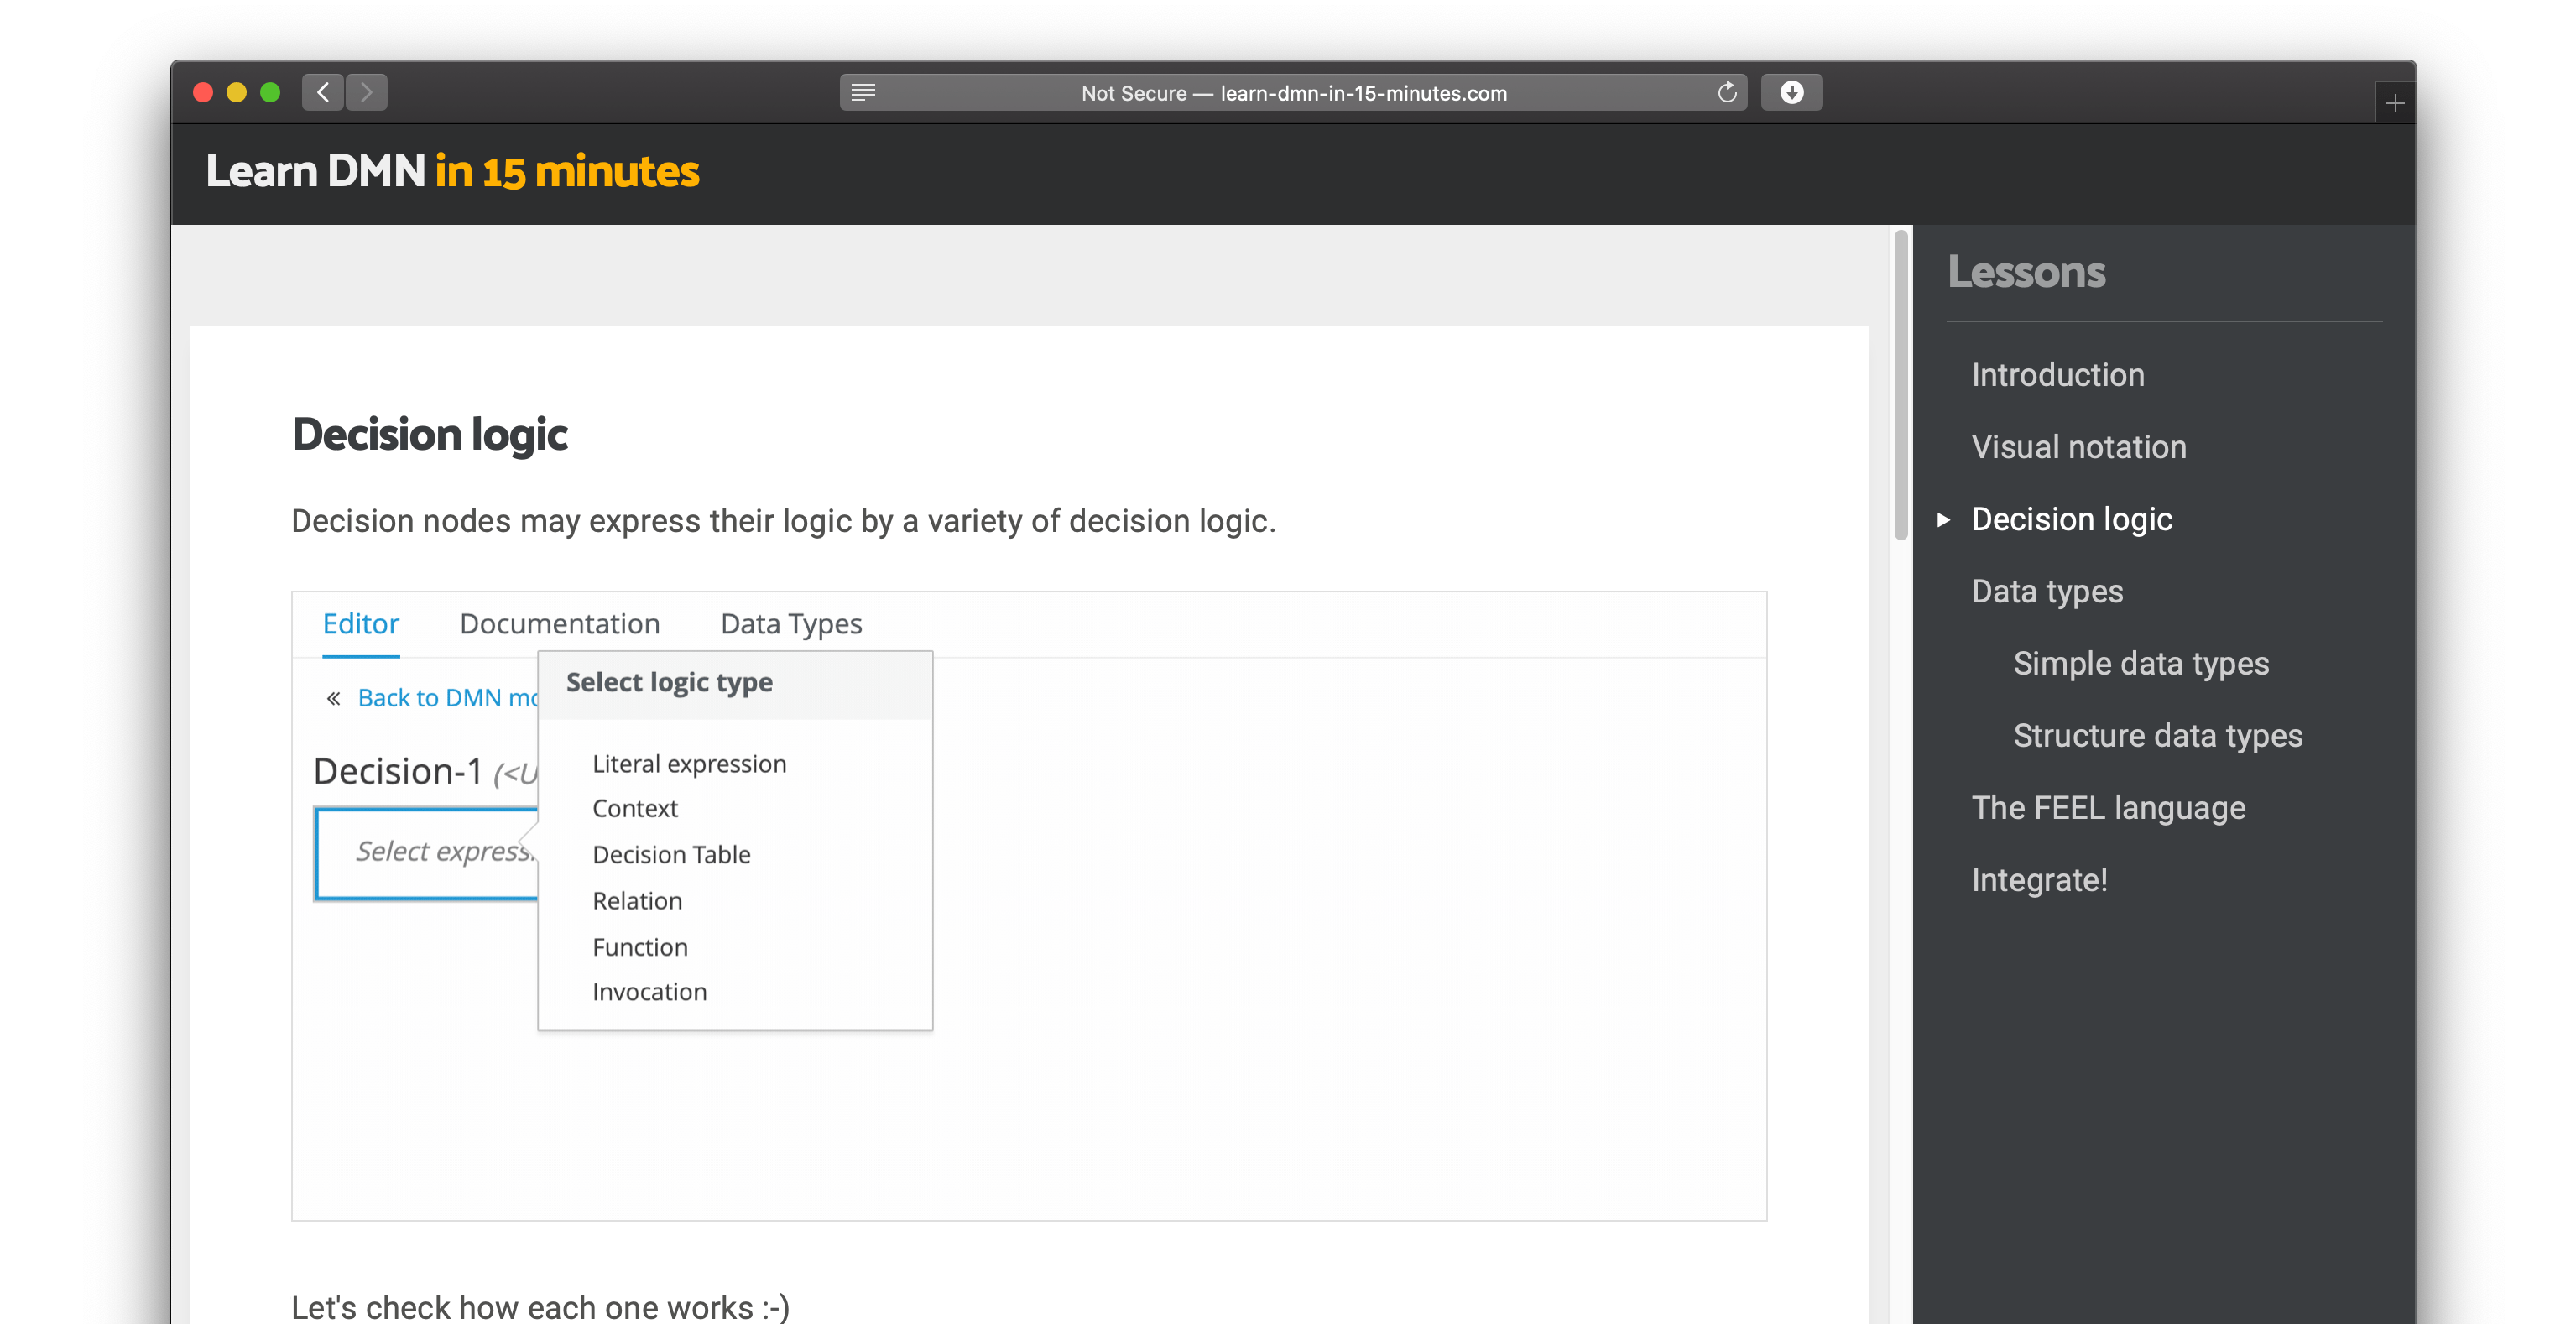 Not Secure — learn-dmn-in-15-minutes.com
Learn DMN in 15 minutes
Decision logic
Decision nodes may express their logic by a variety of decision logic.
Editor Documentation Data Types
« Back to DMN
Select logic type
Decision-1
Select
Literal expression
Context
Decision Table
Relation
Function
Invocation
Let's check how each one works :-)
Lessons
Introduction
Visual notation
Decision logic
Data types
Simple data types
Structure data types
The FEEL language
Integrate!